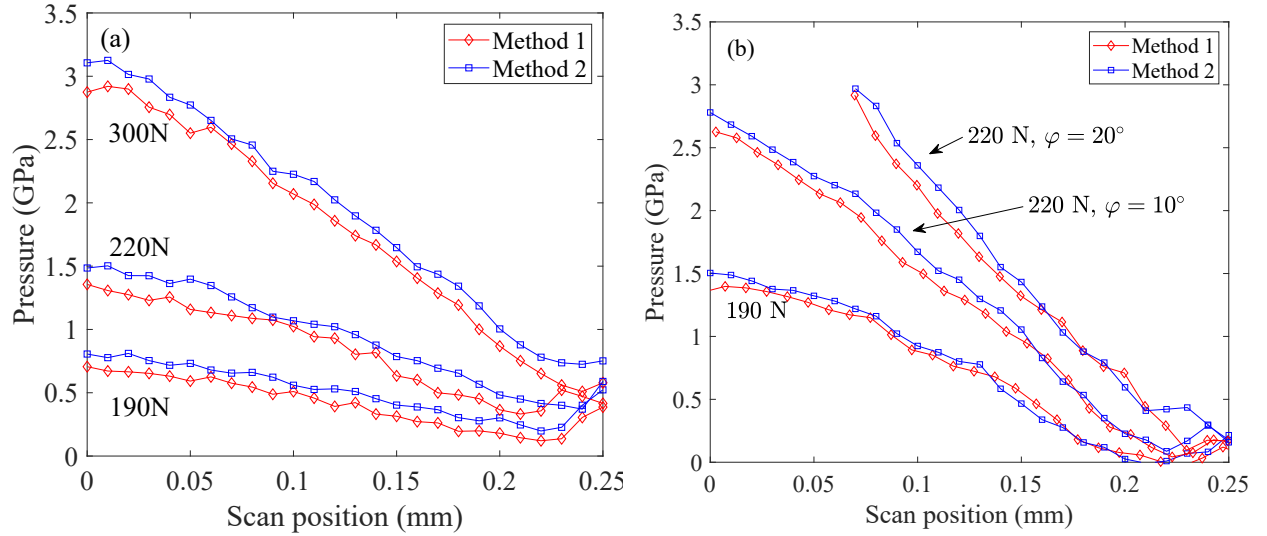 (a)
Method 1
Method 2
300N
220N
190N
3.5
3
2.5
2
1.5
1
0.5
0
Pressure (GPa)
0
0.05
0.1
0.15
0.2
0.25
Scan position (mm)
(b)
Method 1
Method 2
220 N, φ = 20°
220 N, φ = 10°
190 N
3.5
3
2.5
2
1.5
1
0.5
0
Pressure (GPa)
0
0.05
0.1
0.15
0.2
0.25
Scan position (mm)